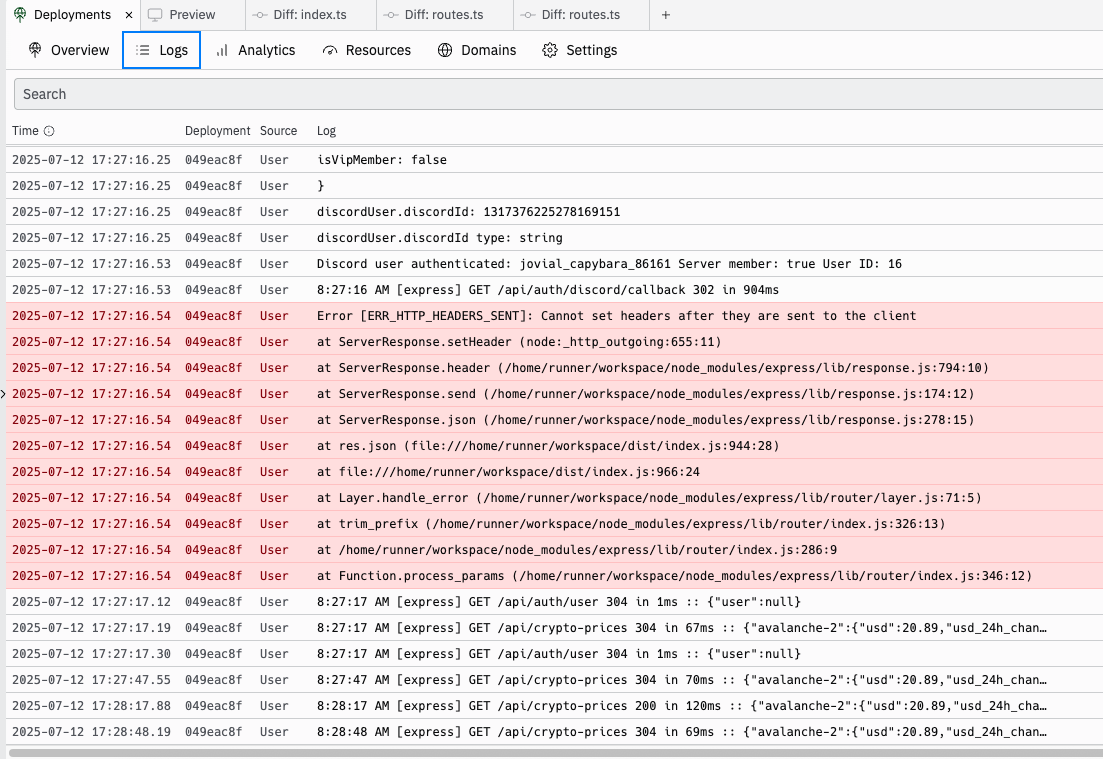 Deployments × Preview Diff: index.ts Diff: routes.ts Diff: routes.ts +
Overview Logs Analytics Resources Domains Settings
Search
Time Deployment Source Log
2025-07-12 17:27:16.25 049eac8f User isVipMember: false
2025-07-12 17:27:16.25 049eac8f User }
2025-07-12 17:27:16.25 049eac8f User discordUser.discordId: 1317376225278169151
2025-07-12 17:27:16.25 049eac8f User discordUser.discordId type: string
2025-07-12 17:27:16.53 049eac8f User Discord user authenticated: jovial_capybara_86161 Server member: true User ID: 16
2025-07-12 17:27:16.53 049eac8f User 8:27:16 AM [express] GET /api/auth/discord/callback 302 in 904ms
2025-07-12 17:27:16.54 049eac8f User Error [ERR_HTTP_HEADERS_SENT]: Cannot set headers after they are sent to the client
2025-07-12 17:27:16.54 049eac8f User at ServerResponse.setHeader (node:_http_outgoing:655:11)
2025-07-12 17:27:16.54 049eac8f User at ServerResponse.header (/home/runner/workspace/node_modules/express/lib/response.js:794:10)
2025-07-12 17:27:16.54 049eac8f User at ServerResponse.send (/home/runner/workspace/node_modules/express/lib/response.js:174:12)
2025-07-12 17:27:16.54 049eac8f User at ServerResponse.json (/home/runner/workspace/node_modules/express/lib/response.js:278:15)
2025-07-12 17:27:16.54 049eac8f User at res.json (file:///home/runner/workspace/dist/index.js:944:28)
2025-07-12 17:27:16.54 049eac8f User at file:///home/runner/workspace/dist/index.js:966:24
2025-07-12 17:27:16.54 049eac8f User at Layer.handle_error (/home/runner/workspace/node_modules/express/lib/router/layer.js:71:5)
2025-07-12 17:27:16.54 049eac8f User at trim_prefix (/home/runner/workspace/node_modules/express/lib/router/index.js:326:13)
2025-07-12 17:27:16.54 049eac8f User at /home/runner/workspace/node_modules/express/lib/router/index.js:286:9
2025-07-12 17:27:16.54 049eac8f User at Function.process_params (/home/runner/workspace/node_modules/express/lib/router/index.js:346:12)
2025-07-12 17:27:17.12 049eac8f User 8:27:17 AM [express] GET /api/auth/user 304 in 1ms :: {"user":null}
2025-07-12 17:27:17.19 049eac8f User 8:27:17 AM [express] GET /api/crypto-prices 304 in 67ms :: {"avalanche-2":{"usd":20.89,"usd_24h_chan…
2025-07-12 17:27:17.30 049eac8f User 8:27:17 AM [express] GET /api/auth/user 304 in 1ms :: {"user":null}
2025-07-12 17:27:47.55 049eac8f User 8:27:47 AM [express] GET /api/crypto-prices 304 in 70ms :: {"avalanche-2":{"usd":20.89,"usd_24h_chan…
2025-07-12 17:28:17.88 049eac8f User 8:28:17 AM [express] GET /api/crypto-prices 200 in 120ms :: {"avalanche-2":{"usd":20.89,"usd_24h_chan…
2025-07-12 17:28:48.19 049eac8f User 8:28:48 AM [express] GET /api/crypto-prices 304 in 69ms :: {"avalanche-2":{"usd":20.89,"usd_24h_chan…